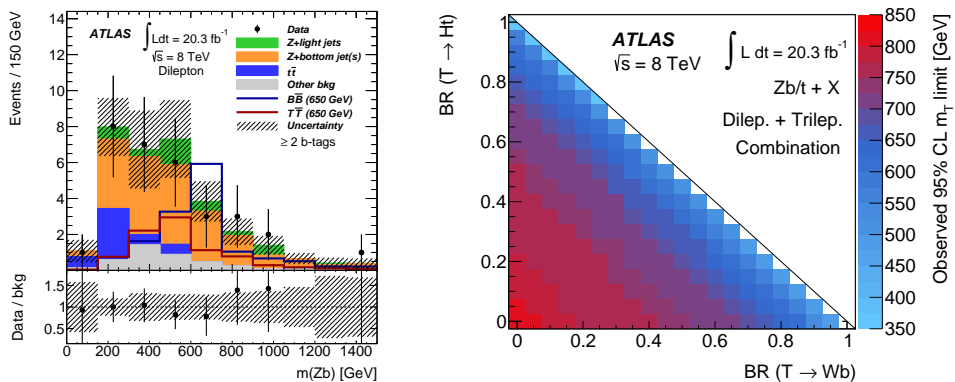 Events / 150 GeV
14
12
10
8
6
4
2
ATLAS
∫ Ldt = 20.3 fb⁻¹
√s = 8 TeV
Dilepton
Data
Z+light jets
Z+bottom jet(s)
tt̄
Other bkg
BB̄ (650 GeV)
TT̄ (650 GeV)
Uncertainty
≥ 2 b-tags
Data / bkg
1.5
1
0.5
0 200 400 600 800 1000 1200 1400
m(Zb) [GeV]
BR (T → Ht)
1
0.8
0.6
0.4
0.2
0
ATLAS
√s = 8 TeV
∫ L dt = 20.3 fb⁻¹
Zb/t + X
Dilep. + Trilep.
Combination
0 0.2 0.4 0.6 0.8 1
BR (T → Wb)
850
800
750
700
650
600
550
500
450
400
350
Observed 95% CL m_T limit [GeV]